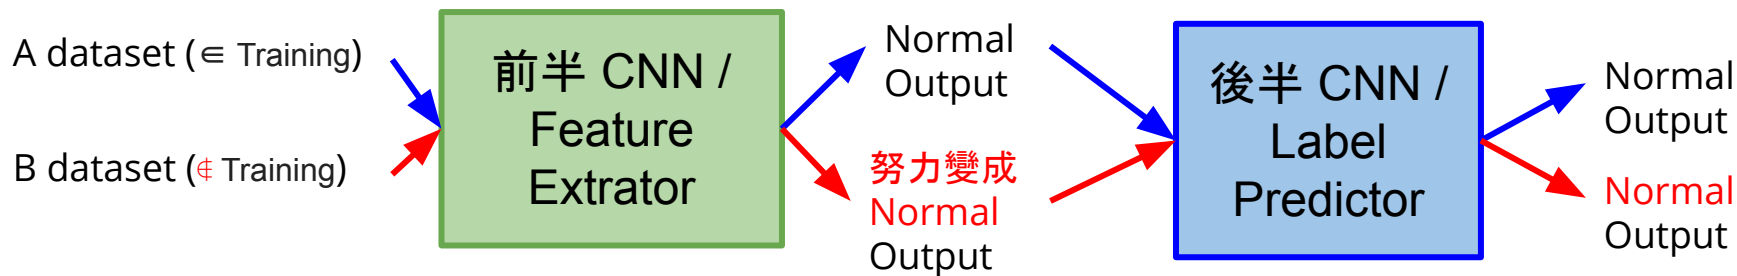 A dataset (∈ Training)
B dataset (∉ Training)
前半 CNN /
Feature
Extrator
Normal
Output
努力變成
Normal
Output
後半 CNN /
Label
Predictor
Normal
Output
Normal
Output